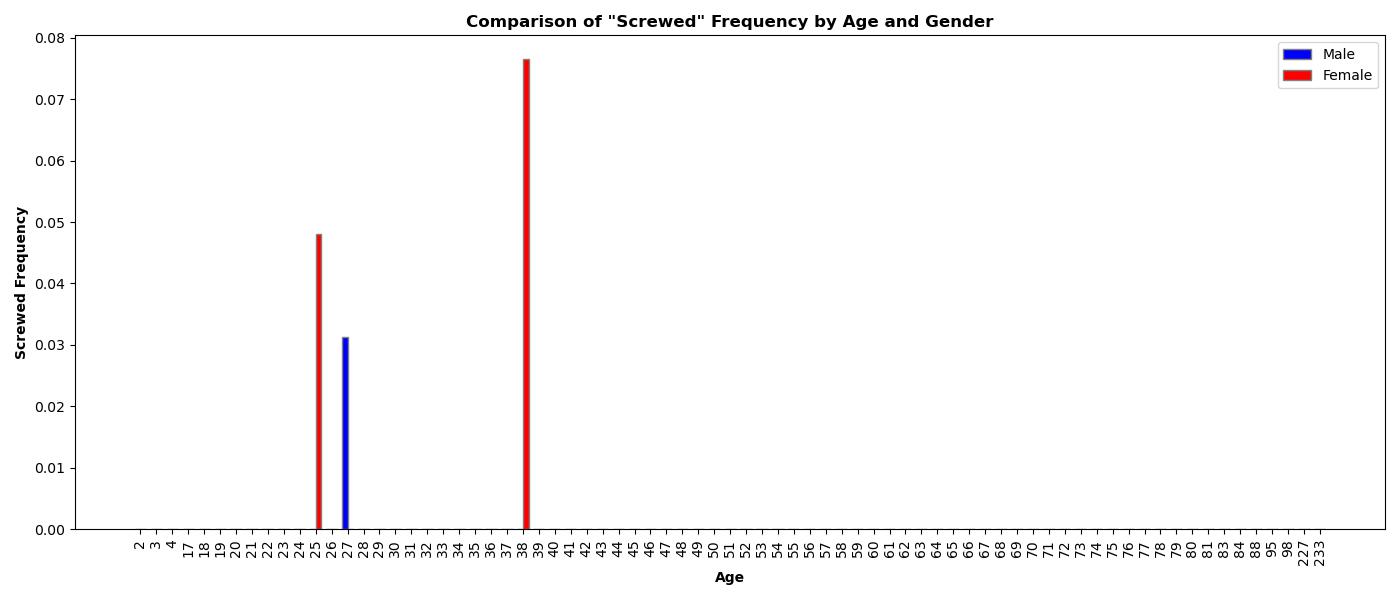 Comparison of "Screwed" Frequency by Age and Gender
Male
Female
Screwed Frequency
0.08
0.07
0.06
0.05
0.04
0.03
0.02
0.01
0.00
2 3 4 17 18 19 20 21 22 23 24 25 26 27 28 29 30 31 32 33 34 35 36 37 38 39 40 41 42 43 44 45 46 47 48 49 50 51 52 53 54 55 56 57 58 59 60 61 62 63 64 65 66 67 68 69 70 71 72 73 74 75 76 77 78 79 80 81 83 84 88 95 98 227 233
Age